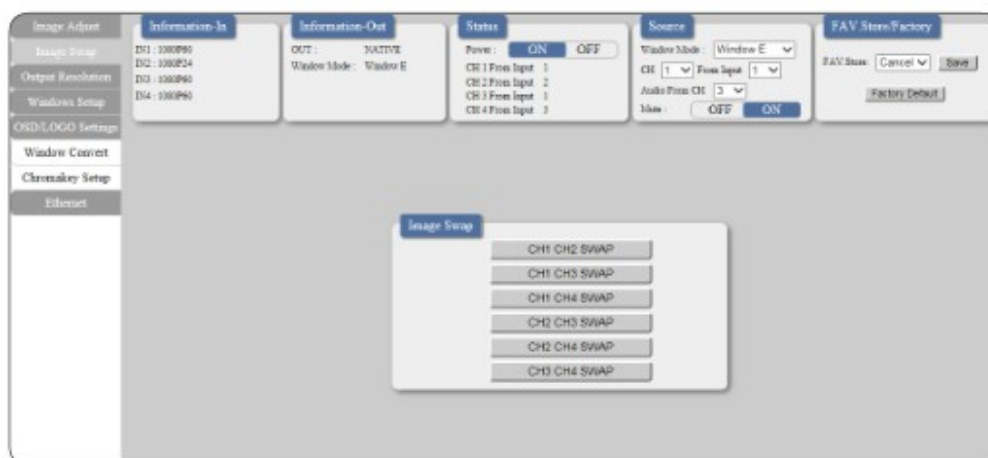 Image Adjust
Image Swap
Output Resolution
Windows Setup
OSD/LOGO Settings
Window Convert
Chromakey Setup
Ethernet
Information-In
IN2 : 1080P24
IN3 : 1080P60
IN4 : 1080P60
Information-Out
OUT : NATIVE
Window Mode : Window E
Status
Power : ON OFF
CH 1 From Input 1
CH 2 From Input 2
CH 3 From Input 1
CH 4 From Input 3
Source
Window Mode : Window E
CH 1 From Input 1
Audio From CH 3
Mute : OFF ON
FAV.Store/Factory
FAV.Store: Cancel Save
Factory Default
Image Swap
CH1 CH2 SWAP
CH1 CH3 SWAP
CH1 CH4 SWAP
CH2 CH3 SWAP
CH2 CH4 SWAP
CH3 CH4 SWAP